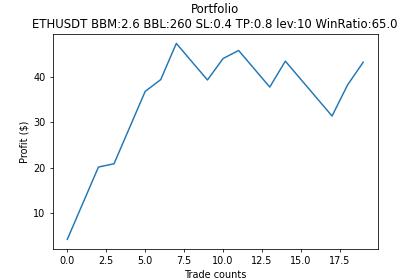 Portfolio
ETHUSDT BBM:2.6 BBL:260 SL:0.4 TP:0.8 lev:10 WinRatio:65.0
Profit ($)
40
30
20
10
0.0 2.5 5.0 7.5 10.0 12.5 15.0 17.5
Trade counts